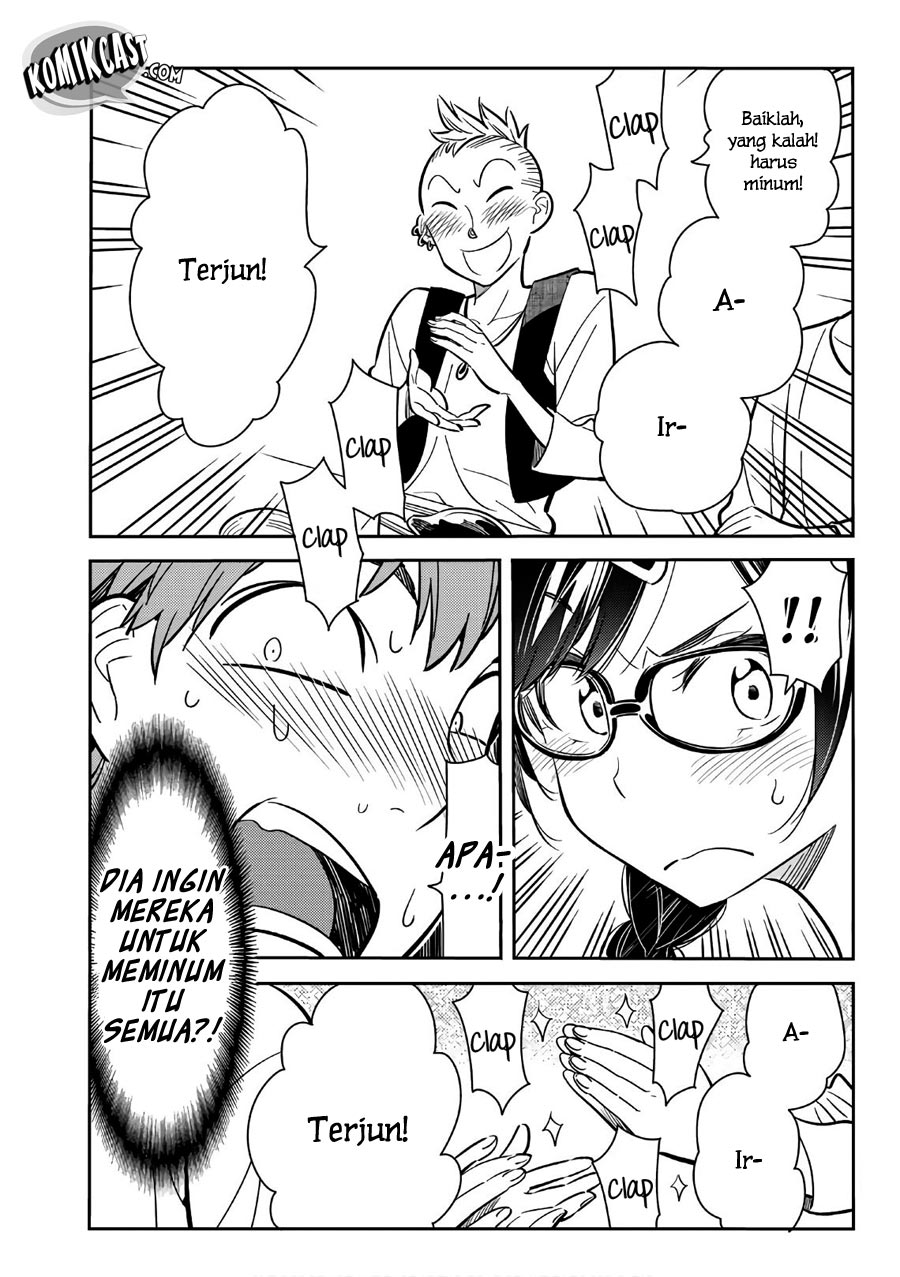 KOMIKCAST
.COM
Baiklah,
yang kalah!
harus
minum!
Clap
Clap
A-
Ir-
Terjun!
Clap
Clap
!!
APA-
...!
DIA INGIN
MEREKA
UNTUK
MEMINUM
ITU
SEMUA?!
A-
Ir-
Clap
Clap
Clap
Terjun!